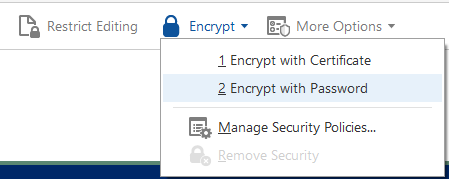 Restrict Editing Encrypt More Options
1 Encrypt with Certificate
2 Encrypt with Password
Manage Security Policies...
Remove Security